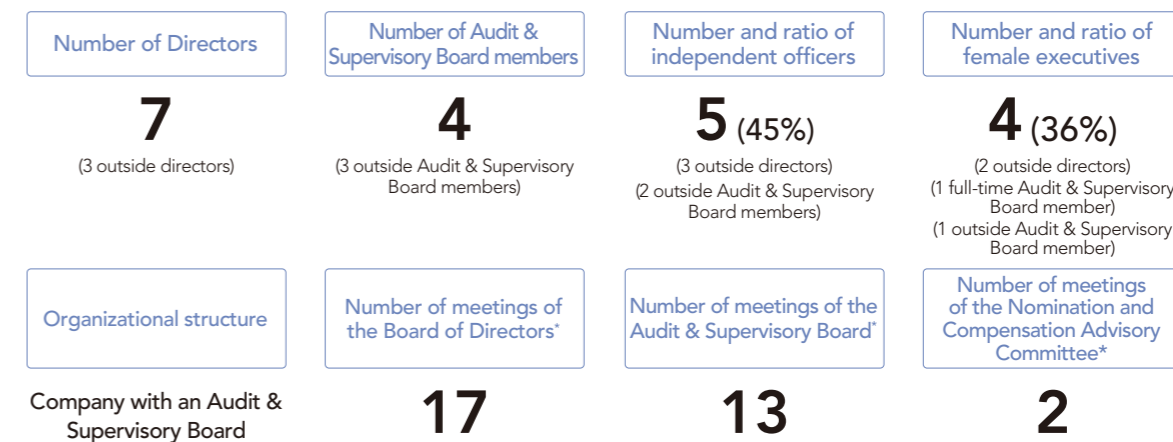 Number of Directors
7
(3 outside directors)
Number of Audit &
Supervisory Board members
4
(3 outside Audit & Supervisory
Board members)
Number and ratio of
independent officers
5 (45%)
(3 outside directors)
(2 outside Audit & Supervisory
Board members)
Number and ratio of
female executives
4 (36%)
(2 outside directors)
(1 full-time Audit & Supervisory
Board member)
(1 outside Audit & Supervisory
Board member)
Organizational structure
Company with an Audit &
Supervisory Board
Number of meetings of
the Board of Directors*
17
Number of meetings of the
Audit & Supervisory Board*
13
Number of meetings
of the Nomination and
Compensation Advisory
Committee*
2